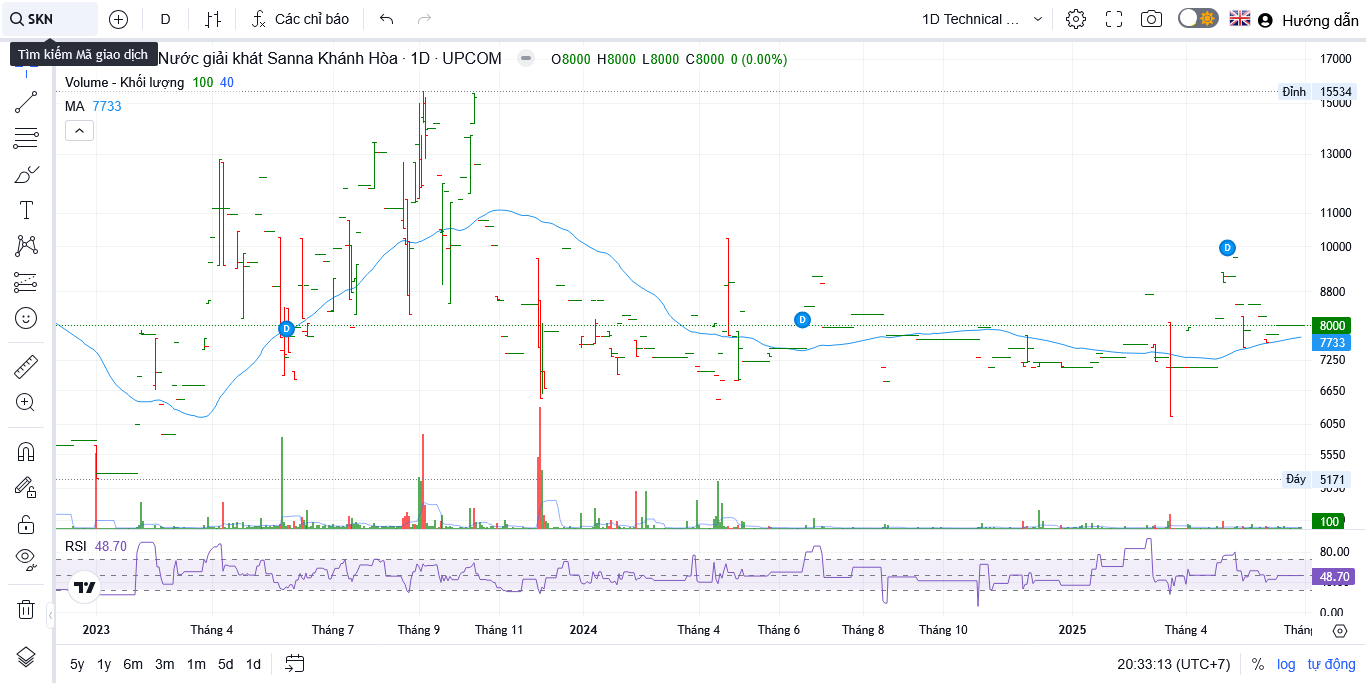 SKN
D
Các chỉ báo
1D Technical ...
Hướng dẫn
Tìm kiếm Mã giao dịch
Nước giải khát Sanna Khánh Hòa · 1D · UPCOM
O8000 H8000 L8000 C8000 0 (0.00%)
Volume - Khối lượng 100 40
MA 7733
17000
Đỉnh 15534
15000
13000
11000
10000
D
8800
D
D
8000
7733
7250
6650
6050
5550
Đáy 5171
100
RSI 48.70
80.00
48.70
0.00
2023 Tháng 4 Tháng 7 Tháng 9 Tháng 11 2024 Tháng 4 Tháng 6 Tháng 8 Tháng 10 2025 Tháng 4
5y 1y 6m 3m 1m 5d 1d
20:33:13 (UTC+7) % log tự động